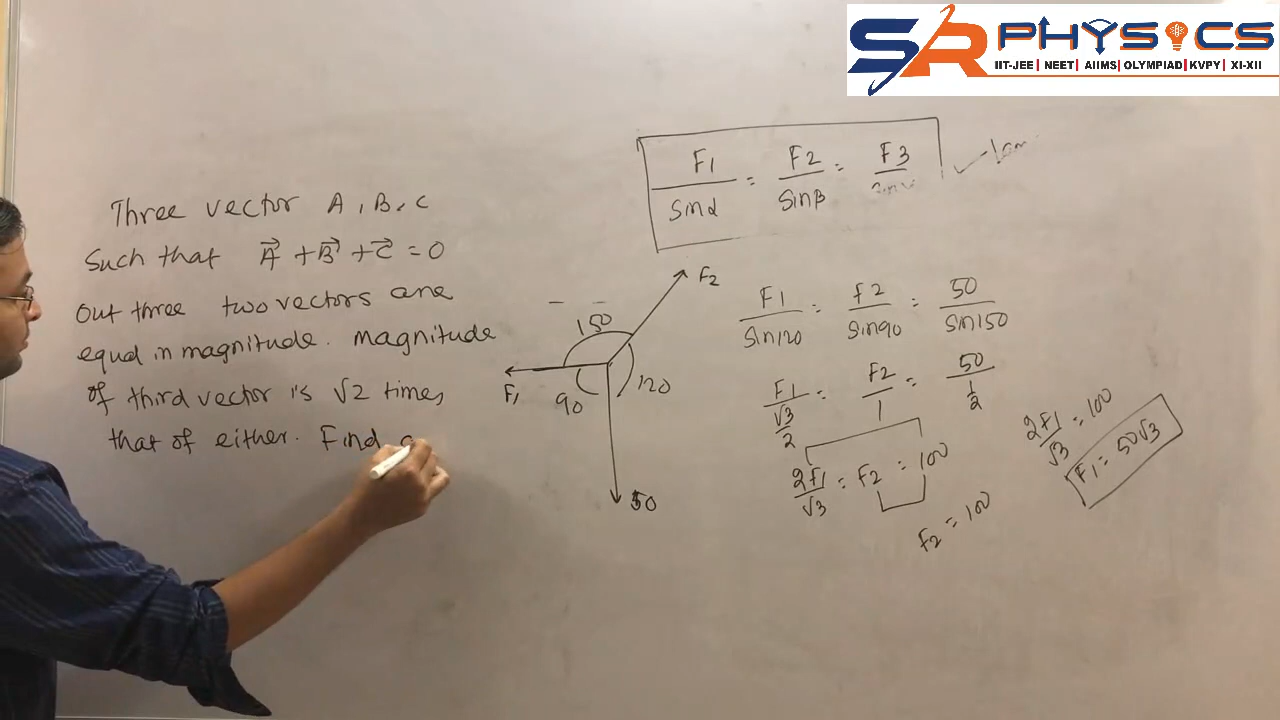 SR PHYSICS
IIT-JEE | NEET | AIIMS | OLYMPIAD | KVPY | XI-XII
F1/Sinα = F2/Sinβ = F3/
Three vector A, B, C
Such that A⃗ + B⃗ + C⃗ = 0
Out three two vectors are
equal in magnitude. magnitude
of third vector is √2 times
that of either. Find
F2
150
F1
90
120
50
F1/Sin120 = F2/Sin90 = 50/Sin150
F1/(√3/2) = F2/1 = 50/(1/2)
2F1/√3 = F2 = 100
F2 = 100
2F1/√3 = 100
F1 = 50√3